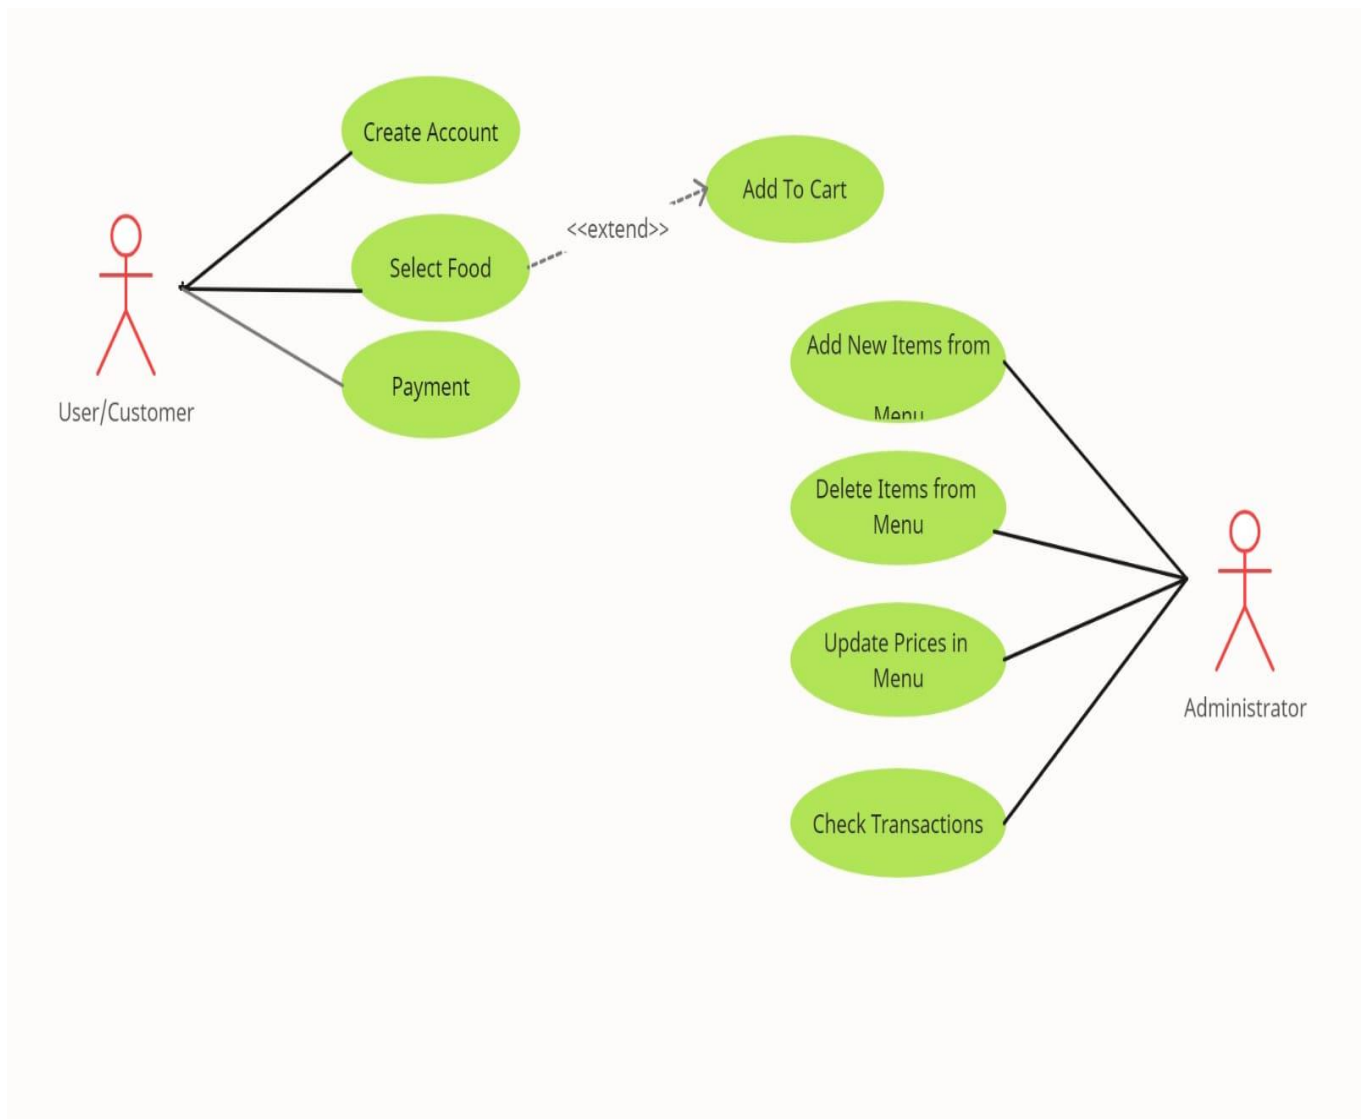 Create Account
Add To Cart
<<extend>>
Select Food
Add New Items from
Menu
Payment
User/Customer
Delete Items from
Menu
Update Prices in
Menu
Administrator
Check Transactions